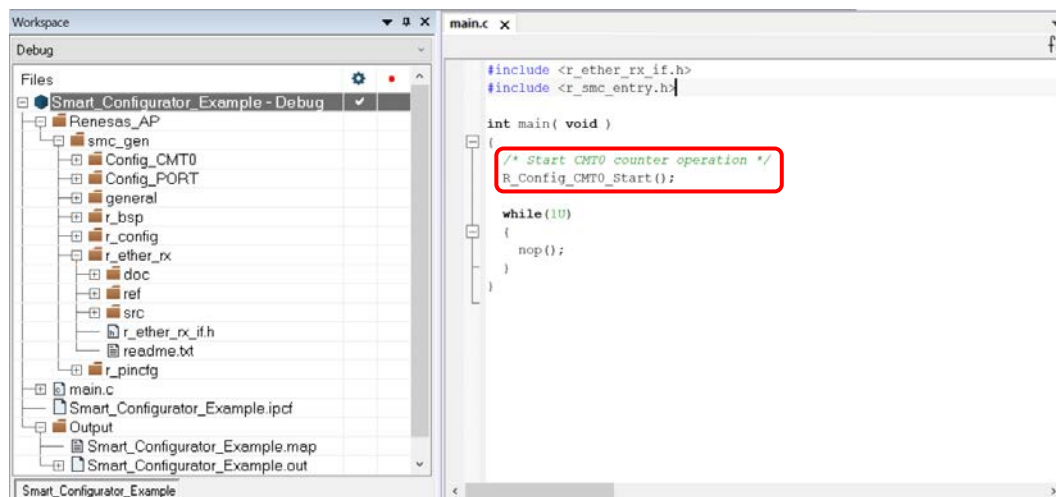 Workspace
Debug
Files
Smart_Configurator_Example - Debug
Renesas_AP
smc_gen
Config_CMT0
Config_PORT
general
r_bsp
r_config
r_ether_rx
doc
ref
src
r_ether_rx_if.h
readme.txt
r_pincfg
main.c
Smart_Configurator_Example.ipcf
Output
Smart_Configurator_Example.map
Smart_Configurator_Example.out
Smart_Configurator_Example
main.c
f
#include <r_ether_rx_if.h>
#include <r_smc_entry.h>
int main( void )
{
/* Start CMT0 counter operation */
R_Config_CMT0_Start();
while(1U)
{
nop();
}
}